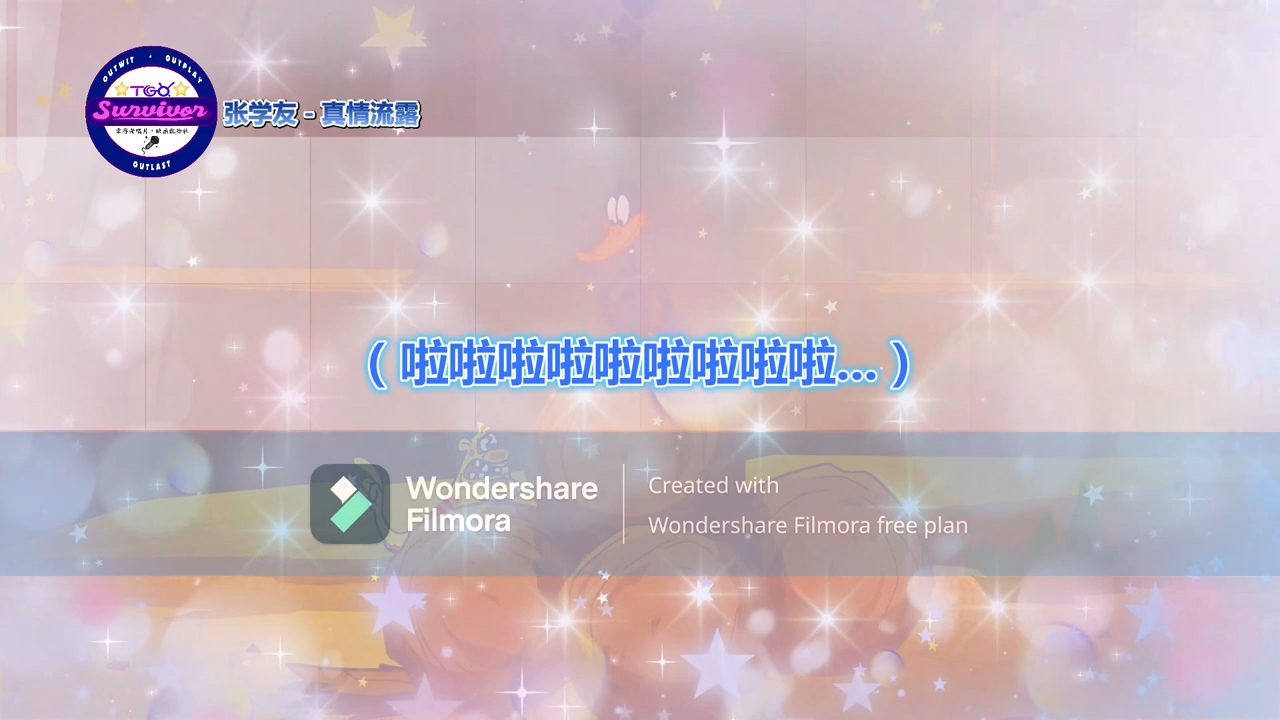 OUTWIT · OUTPLAY
TGO
Survivor
OUTLAST
张学友 - 真情流露
( 啦啦啦啦啦啦啦啦啦... )
Wondershare
Filmora
Created with
Wondershare Filmora free plan